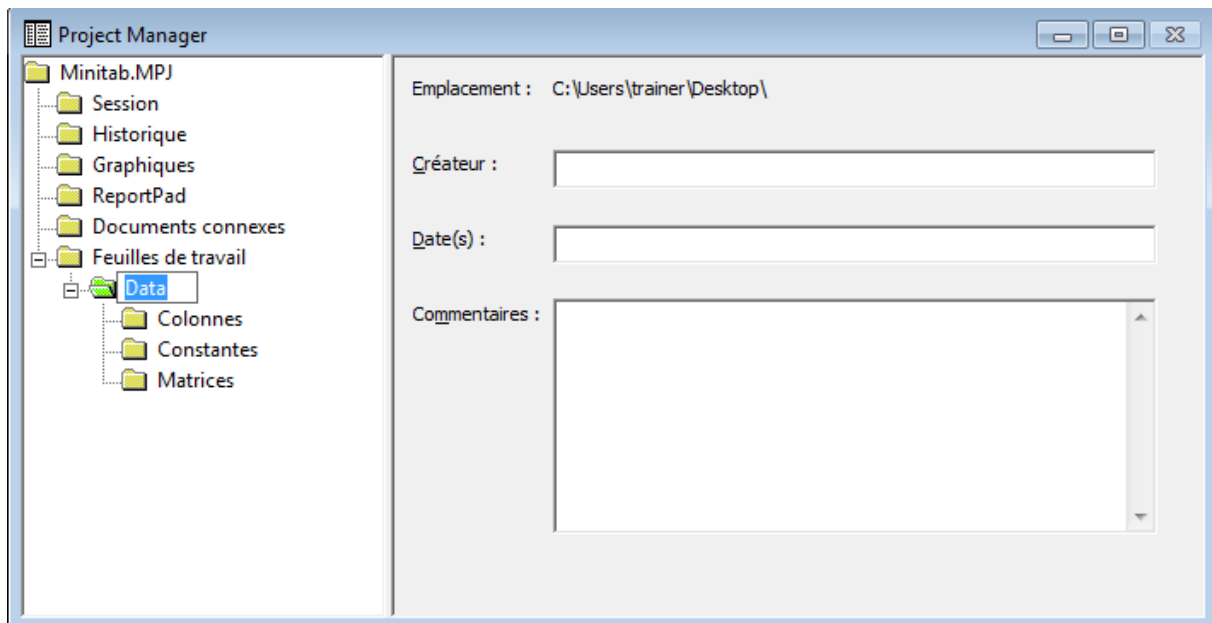 Project Manager
Minitab.MPJ
Session
Historique
Graphiques
ReportPad
Documents connexes
Feuilles de travail
Data
Colonnes
Constantes
Matrices
Emplacement : C:\Users\trainer\Desktop\
Créateur :
Date(s) :
Commentaires :